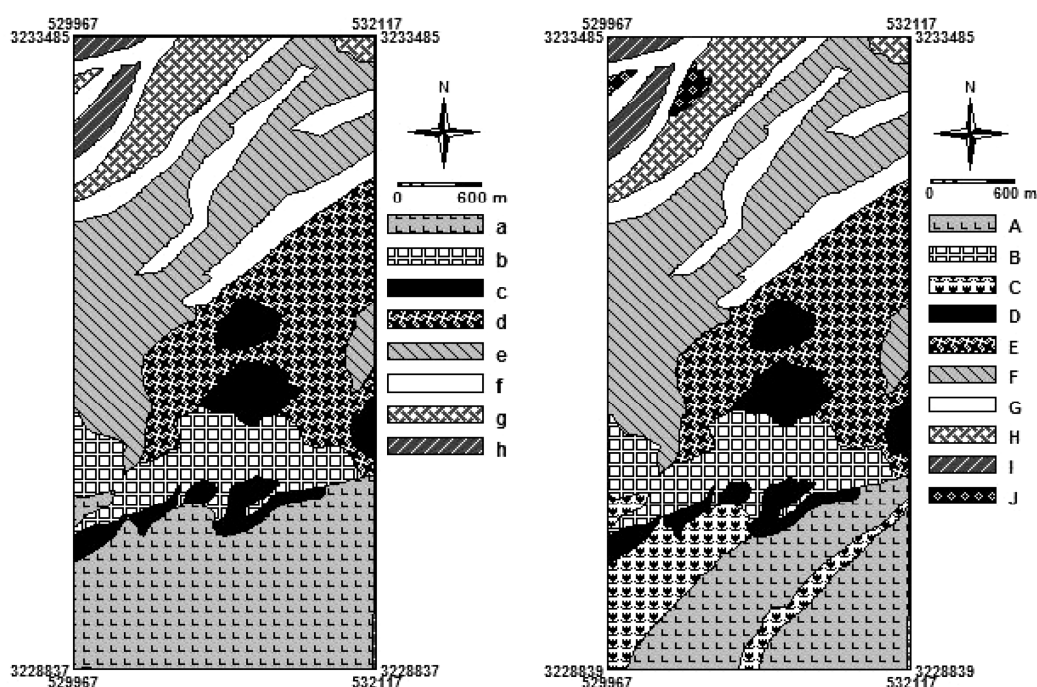 529967 532117
3233485 3233485
N
0 600 m
a
b
c
d
e
f
g
h
3228837 3228837
529967 532117
529967 532117
3233485 3233485
N
0 600 m
A
B
C
D
E
F
G
H
I
J
3228839 3228839
529967 532117